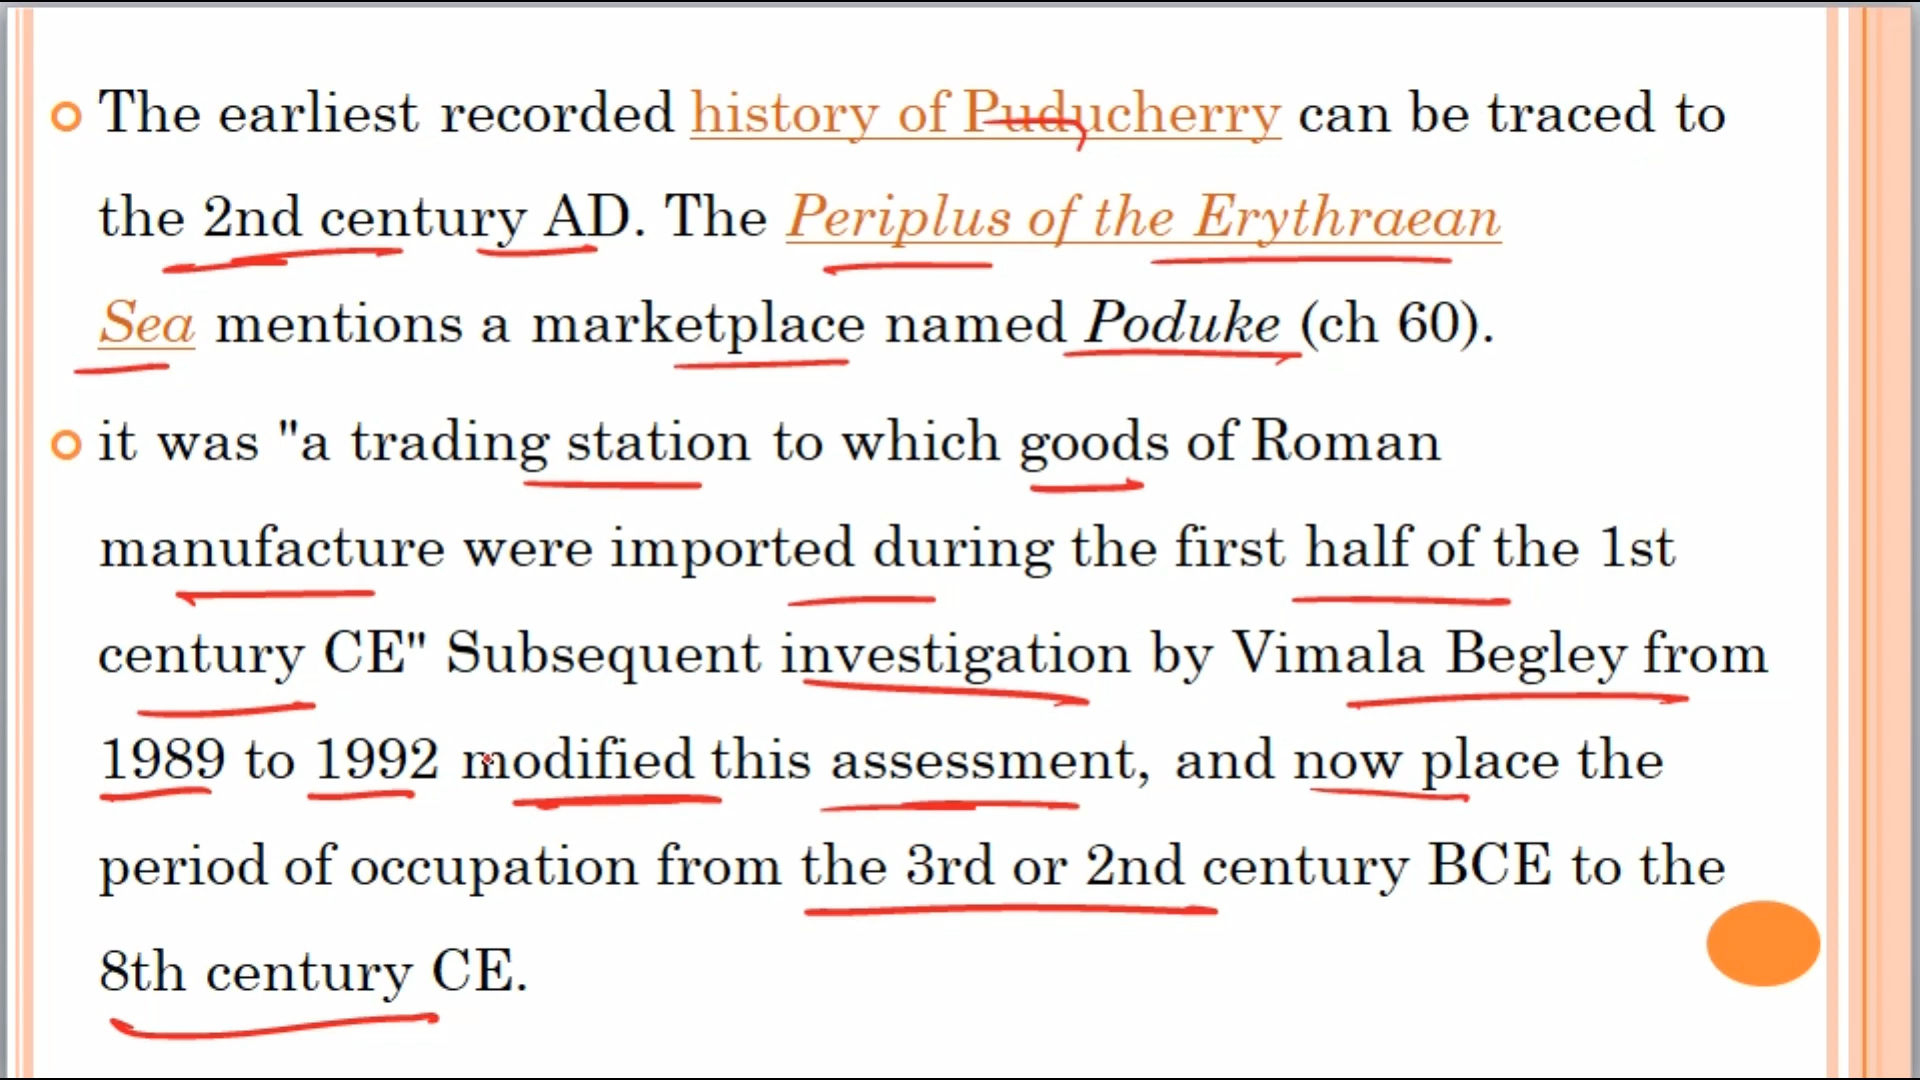 The earliest recorded history of Puducherry can be traced to
the 2nd century AD. The Periplus of the Erythraean
Sea mentions a marketplace named Poduke (ch 60).
it was "a trading station to which goods of Roman
manufacture were imported during the first half of the 1st
century CE" Subsequent investigation by Vimala Begley from
1989 to 1992 modified this assessment, and now place the
period of occupation from the 3rd or 2nd century BCE to the
8th century CE.